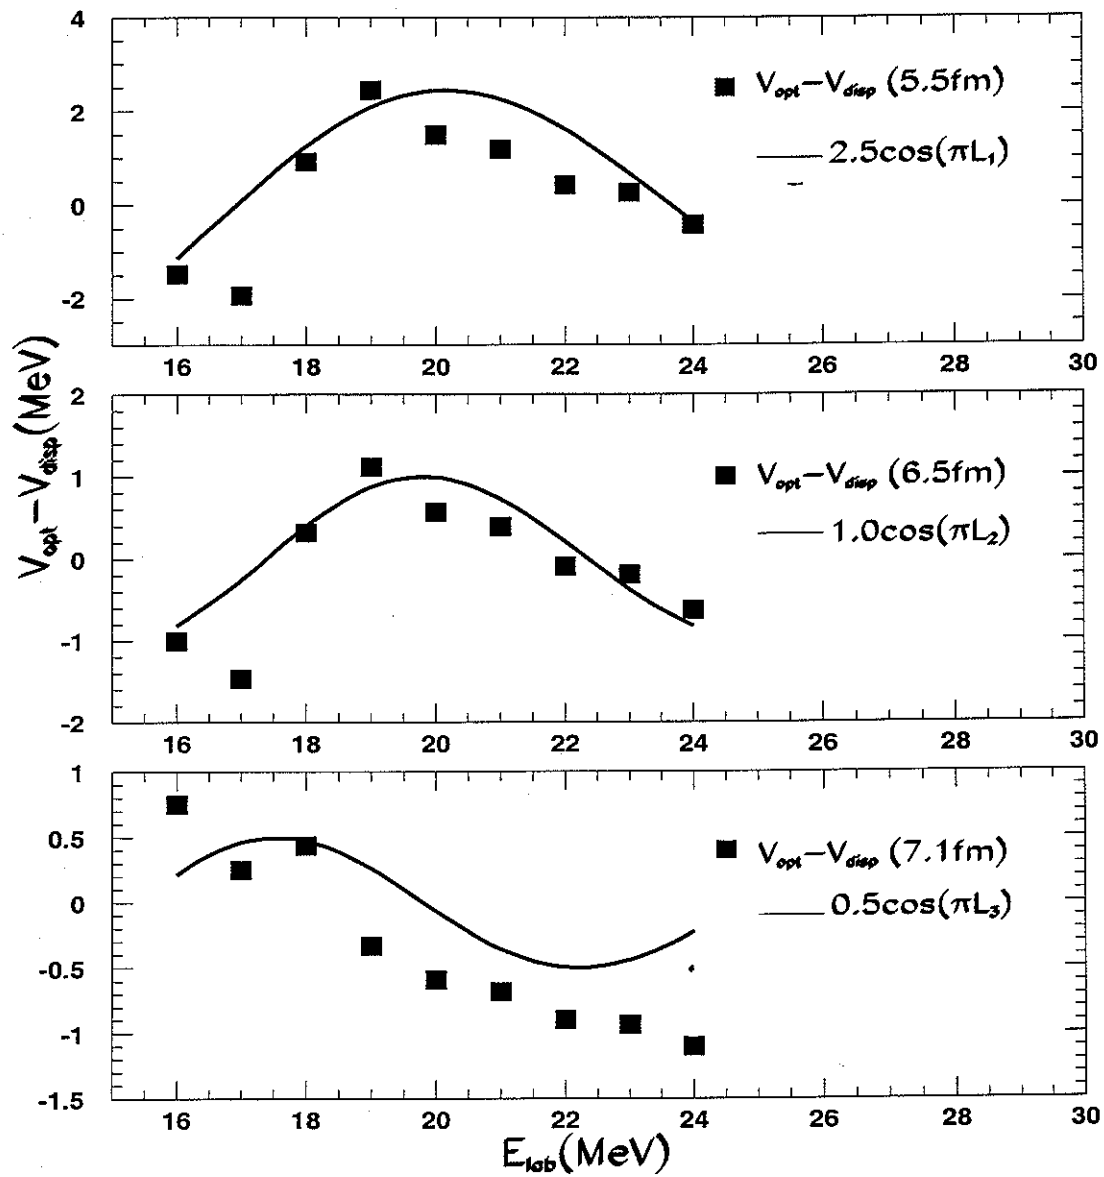 4
2
0
-2
V_opt−V_disp (5.5fm)
2.5cos(πL₁)
16 18 20 22 24 26 28 30
2
1
0
-1
-2
V_opt−V_disp (6.5fm)
1.0cos(πL₂)
16 18 20 22 24 26 28 30
1
0.5
0
-0.5
-1
-1.5
V_opt−V_disp (7.1fm)
0.5cos(πL₃)
16 18 20 22 24 26 28 30
V_opt−V_disp(MeV)
E_lab(MeV)